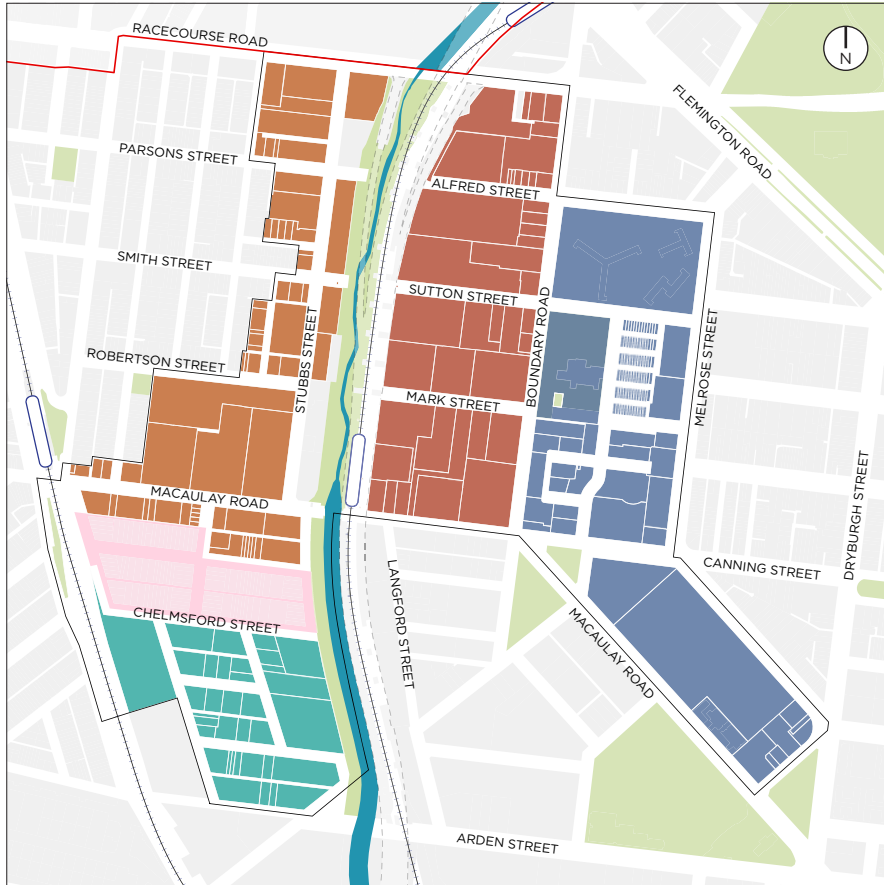 RACECOURSE ROAD
N
FLEMINGTON ROAD
PARSONS STREET
ALFRED STREET
SMITH STREET
SUTTON STREET
BOUNDARY ROAD
STUBBS STREET
MELROSE STREET
ROBERTSON STREET
MARK STREET
MACAULAY ROAD
DRYBURGH STREET
CANNING STREET
LANGFORD STREET
CHELMSFORD STREET
MACAULAY ROAD
ARDEN STREET